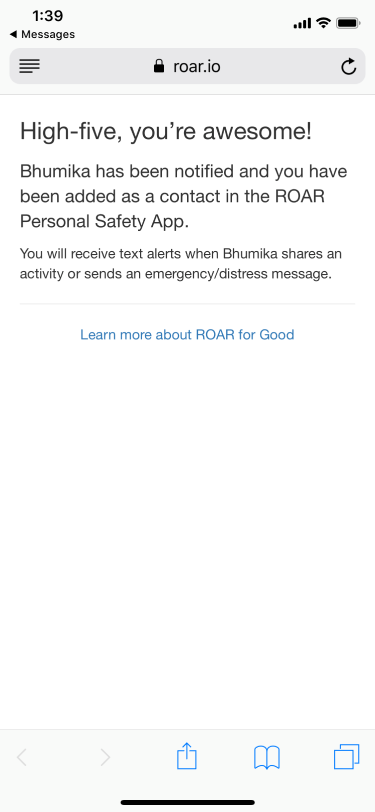 1:39
◀ Messages
roar.io
High-five, you’re awesome!
Bhumika has been notified and you have
been added as a contact in the ROAR
Personal Safety App.
You will receive text alerts when Bhumika shares an
activity or sends an emergency/distress message.
Learn more about ROAR for Good